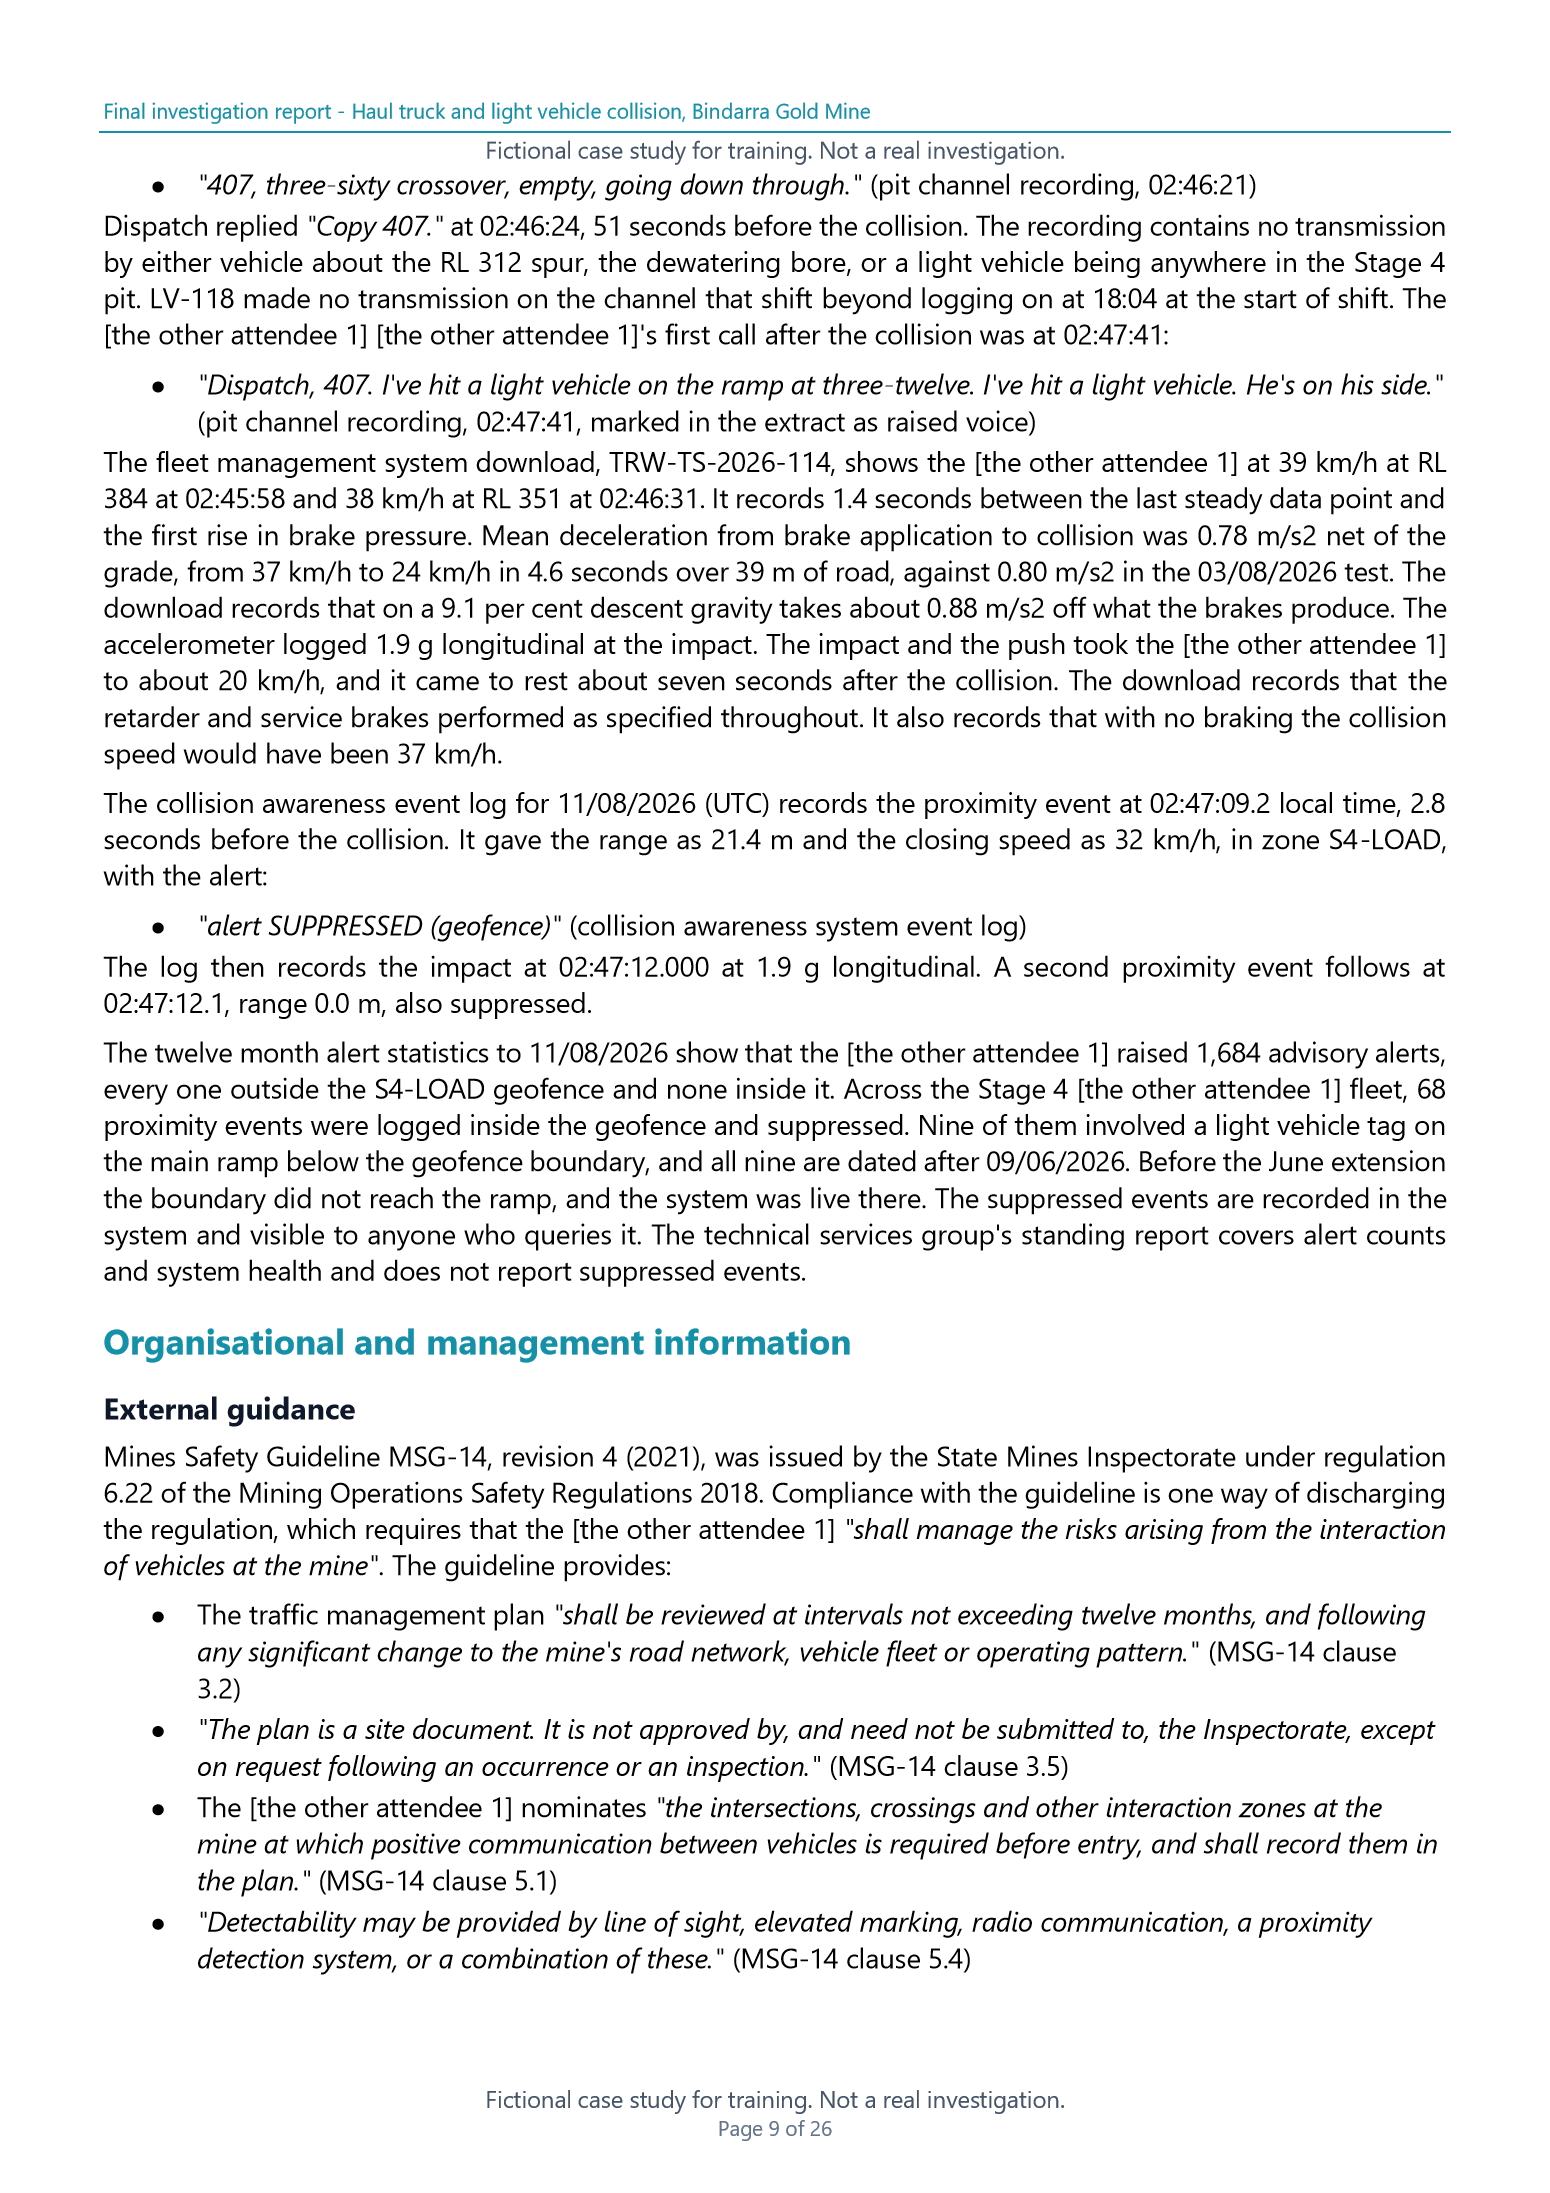 Final investigation report - Haul truck and light vehicle collision, Bindarra Gold Mine
Fictional case study for training. Not a real investigation.
● "407, three-sixty crossover, empty, going down through." (pit channel recording, 02:46:21)
Dispatch replied "Copy 407." at 02:46:24, 51 seconds before the collision. The recording contains no transmission
by either vehicle about the RL 312 spur, the dewatering bore, or a light vehicle being anywhere in the Stage 4
pit. LV-118 made no transmission on the channel that shift beyond logging on at 18:04 at the start of shift. The
[the other attendee 1] [the other attendee 1]'s first call after the collision was at 02:47:41:
● "Dispatch, 407. I've hit a light vehicle on the ramp at three-twelve. I've hit a light vehicle. He's on his side."
(pit channel recording, 02:47:41, marked in the extract as raised voice)
The fleet management system download, TRW-TS-2026-114, shows the [the other attendee 1] at 39 km/h at RL
384 at 02:45:58 and 38 km/h at RL 351 at 02:46:31. It records 1.4 seconds between the last steady data point and
the first rise in brake pressure. Mean deceleration from brake application to collision was 0.78 m/s2 net of the
grade, from 37 km/h to 24 km/h in 4.6 seconds over 39 m of road, against 0.80 m/s2 in the 03/08/2026 test. The
download records that on a 9.1 per cent descent gravity takes about 0.88 m/s2 off what the brakes produce. The
accelerometer logged 1.9 g longitudinal at the impact. The impact and the push took the [the other attendee 1]
to about 20 km/h, and it came to rest about seven seconds after the collision. The download records that the
retarder and service brakes performed as specified throughout. It also records that with no braking the collision
speed would have been 37 km/h.
The collision awareness event log for 11/08/2026 (UTC) records the proximity event at 02:47:09.2 local time, 2.8
seconds before the collision. It gave the range as 21.4 m and the closing speed as 32 km/h, in zone S4-LOAD,
with the alert:
● "alert SUPPRESSED (geofence)" (collision awareness system event log)
The log then records the impact at 02:47:12.000 at 1.9 g longitudinal. A second proximity event follows at
02:47:12.1, range 0.0 m, also suppressed.
The twelve month alert statistics to 11/08/2026 show that the [the other attendee 1] raised 1,684 advisory alerts,
every one outside the S4-LOAD geofence and none inside it. Across the Stage 4 [the other attendee 1] fleet, 68
proximity events were logged inside the geofence and suppressed. Nine of them involved a light vehicle tag on
the main ramp below the geofence boundary, and all nine are dated after 09/06/2026. Before the June extension
the boundary did not reach the ramp, and the system was live there. The suppressed events are recorded in the
system and visible to anyone who queries it. The technical services group's standing report covers alert counts
and system health and does not report suppressed events.
Organisational and management information
External guidance
Mines Safety Guideline MSG-14, revision 4 (2021), was issued by the State Mines Inspectorate under regulation
6.22 of the Mining Operations Safety Regulations 2018. Compliance with the guideline is one way of discharging
the regulation, which requires that the [the other attendee 1] "shall manage the risks arising from the interaction
of vehicles at the mine". The guideline provides:
● The traffic management plan "shall be reviewed at intervals not exceeding twelve months, and following
any significant change to the mine's road network, vehicle fleet or operating pattern." (MSG-14 clause
3.2)
● "The plan is a site document. It is not approved by, and need not be submitted to, the Inspectorate, except
on request following an occurrence or an inspection." (MSG-14 clause 3.5)
● The [the other attendee 1] nominates "the intersections, crossings and other interaction zones at the
mine at which positive communication between vehicles is required before entry, and shall record them in
the plan." (MSG-14 clause 5.1)
● "Detectability may be provided by line of sight, elevated marking, radio communication, a proximity
detection system, or a combination of these." (MSG-14 clause 5.4)
Fictional case study for training. Not a real investigation.
Page 9 of 26